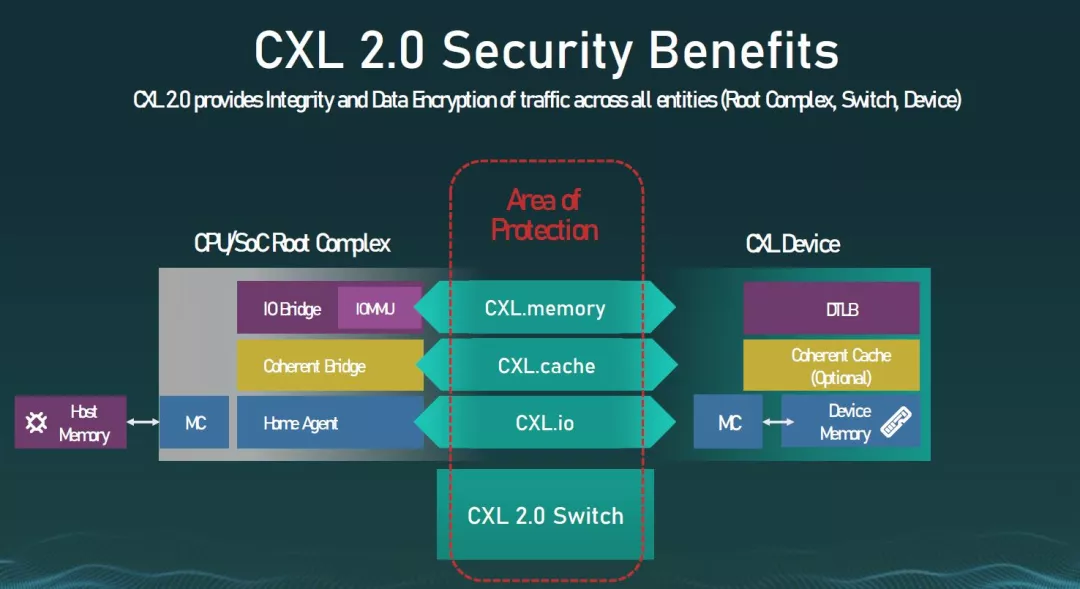 CXL 2.0 Security Benefits
CXL 2.0 provides Integrity and Data Encryption of traffic across all entities (Root Complex, Switch, Device)
Area of
Protection
CPU/SoC Root Complex
CXL Device
IO Bridge
IOMMU
CXL.memory
DTLB
Coherent Bridge
CXL.cache
Coherent Cache
(Optional)
Host
Memory
MC
Home Agent
CXL.io
MC
Device
Memory
CXL 2.0 Switch